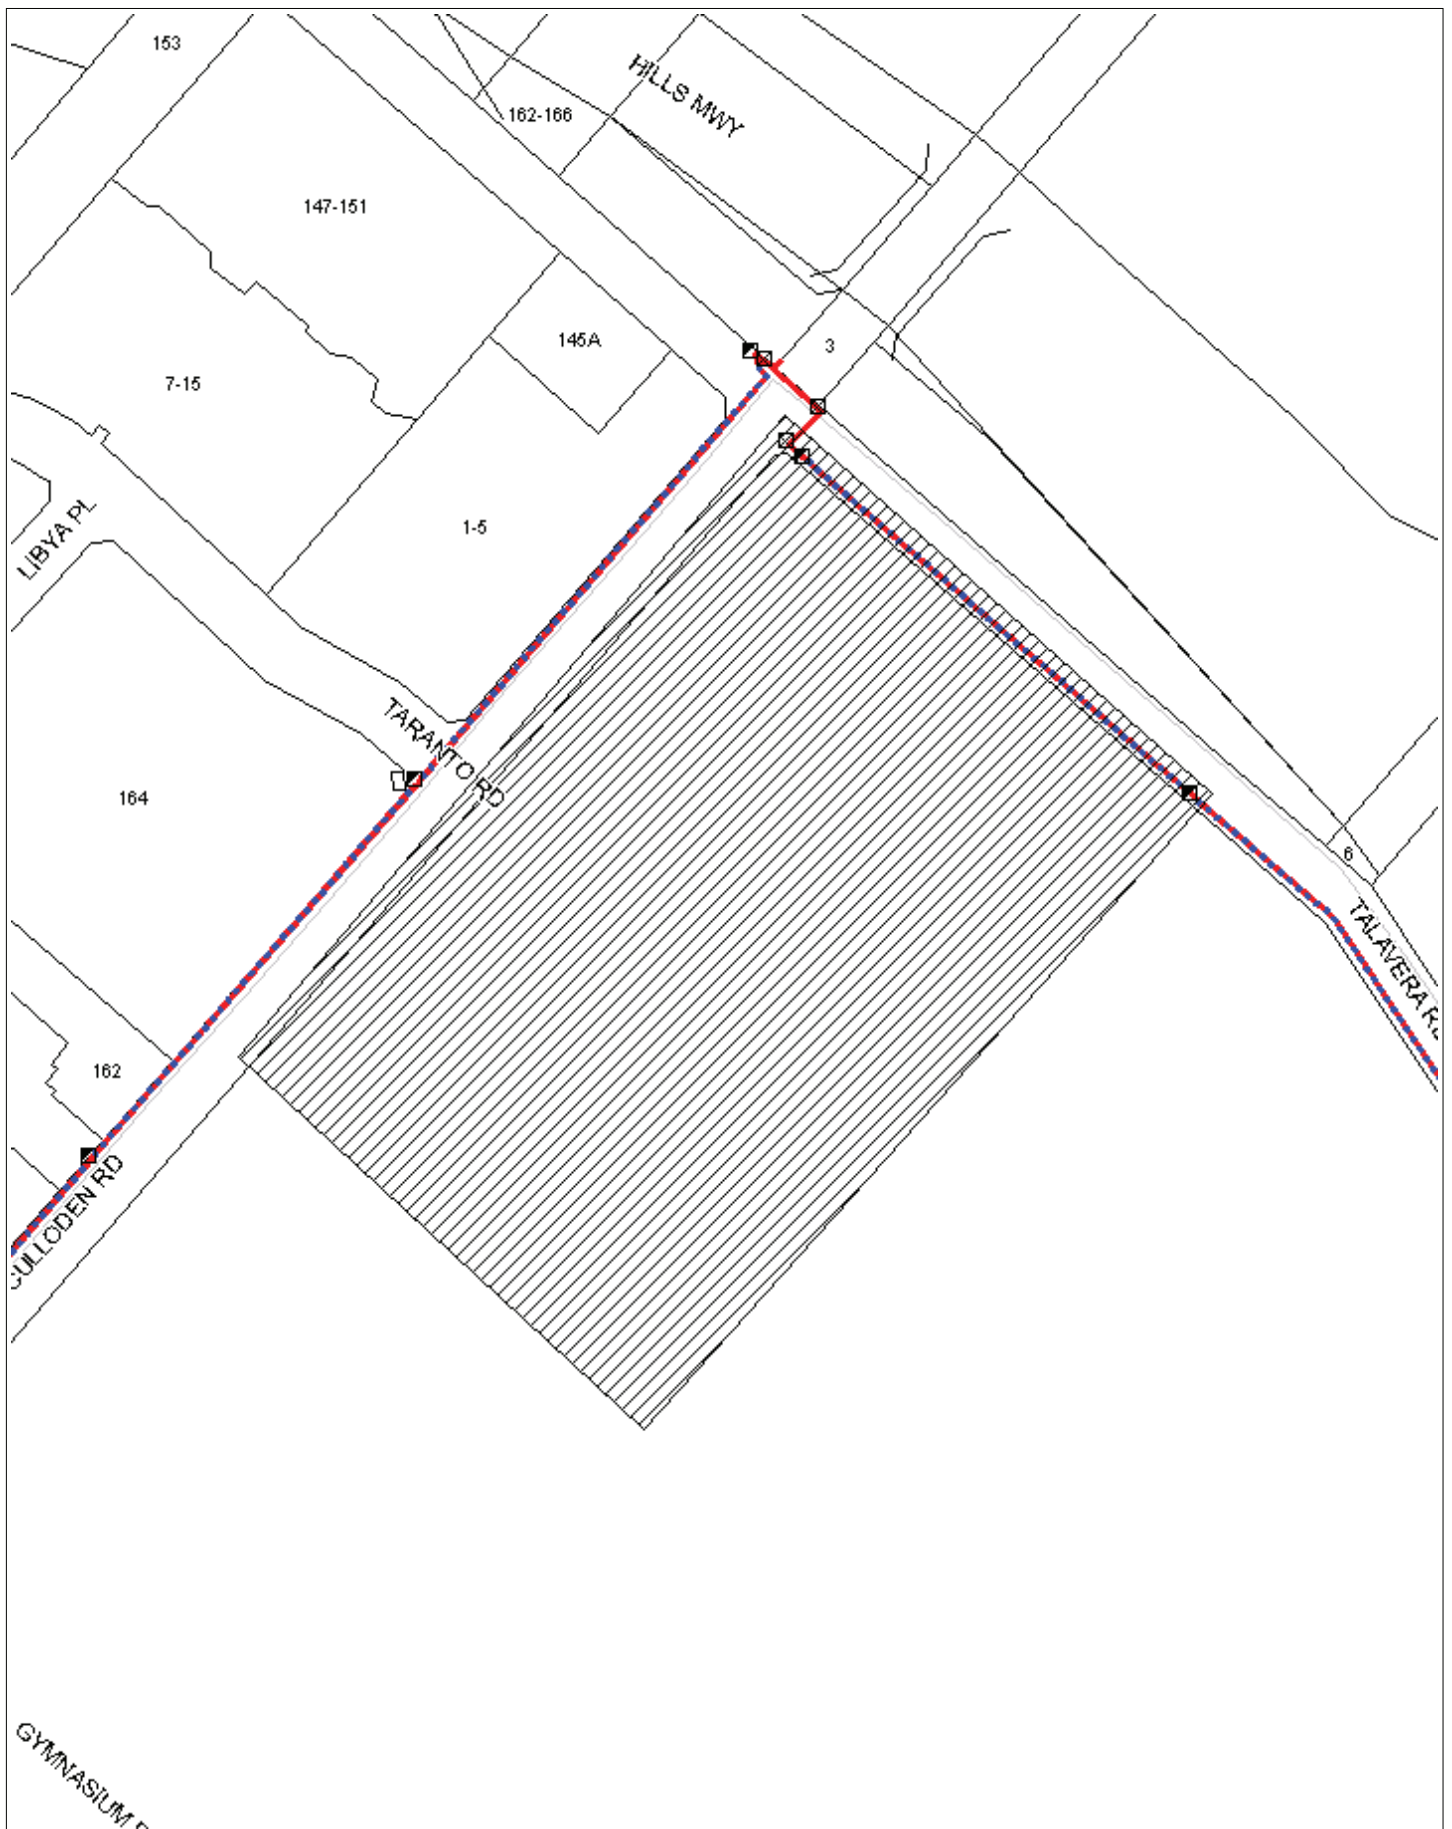 153
HILLS MWY
162-166
147-151
145A
3
7-15
1-5
LIBYA PL
TARANTO RD
164
6
TALAVERA RD
162
CULLODEN RD
GYMNASIUM